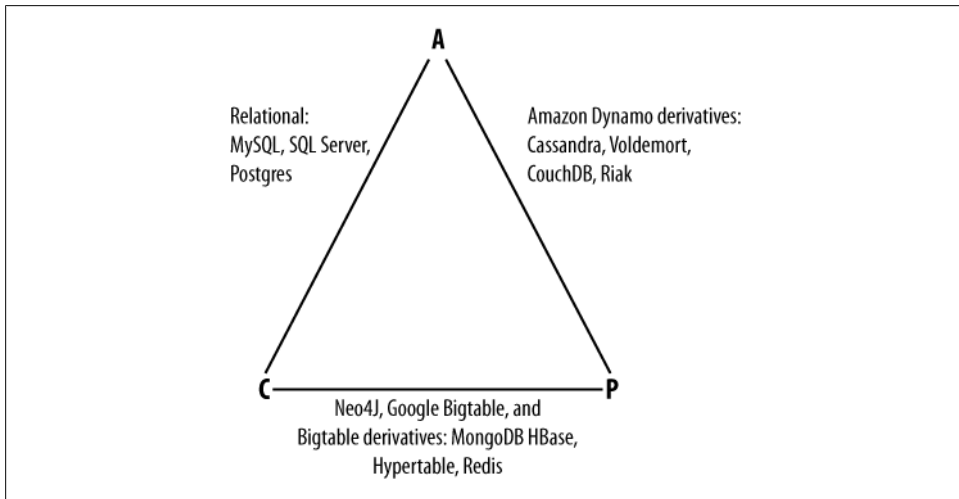 A
Relational:
MySQL, SQL Server,
Postgres
Amazon Dynamo derivatives:
Cassandra, Voldemort,
CouchDB, Riak
C
P
Neo4J, Google Bigtable, and
Bigtable derivatives: MongoDB HBase,
Hypertable, Redis